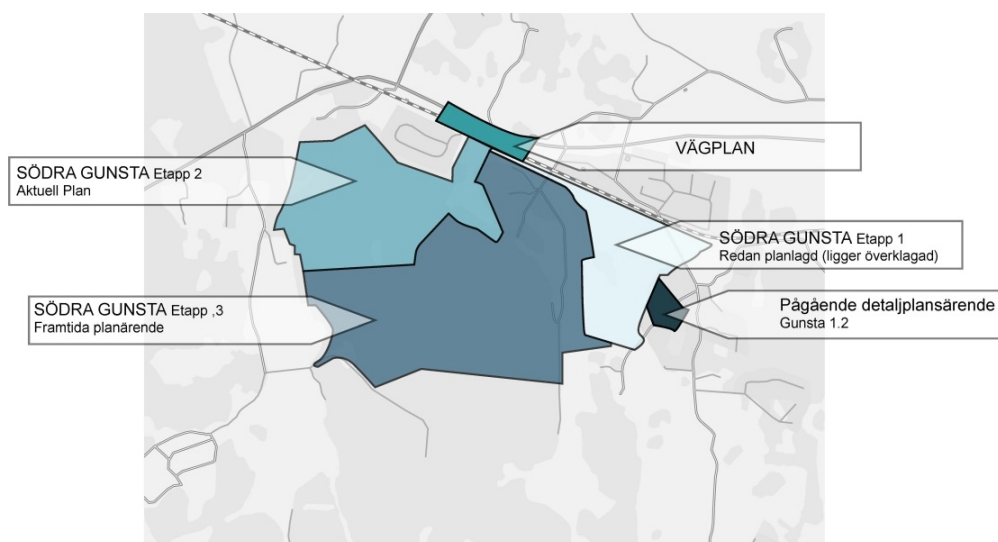 VÄGPLAN
SÖDRA GUNSTA Etapp 2
Aktuell Plan
SÖDRA GUNSTA Etapp 1
Redan planlagd (ligger överklagad)
SÖDRA GUNSTA Etapp ,3
Framtida planärende
Pågående detaljplansärende
Gunsta 1.2